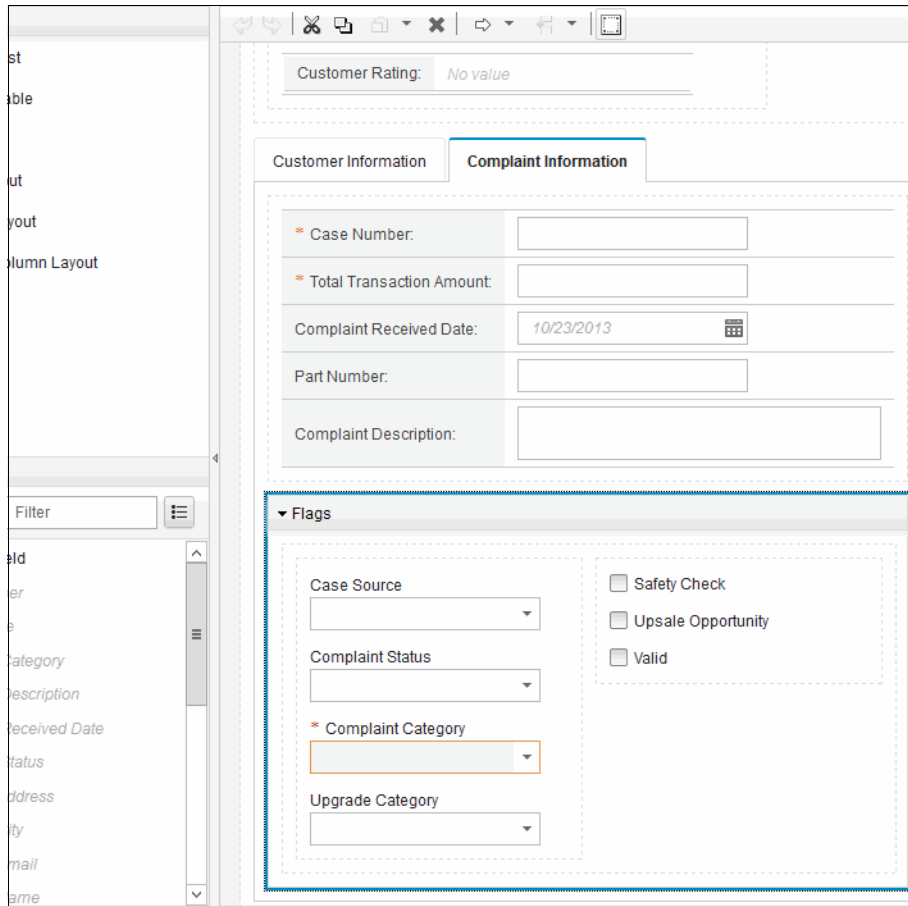 Customer Rating: No value
st
able
ut
yout
olumn Layout
Customer Information Complaint Information
* Case Number:
* Total Transaction Amount:
Complaint Received Date: 10/23/2013
Part Number:
Complaint Description:
Filter
eld
er
e
Category
Description
Received Date
Status
ddress
ity
mail
ame
Flags
Case Source
Complaint Status
* Complaint Category
Upgrade Category
Safety Check
Upsale Opportunity
Valid